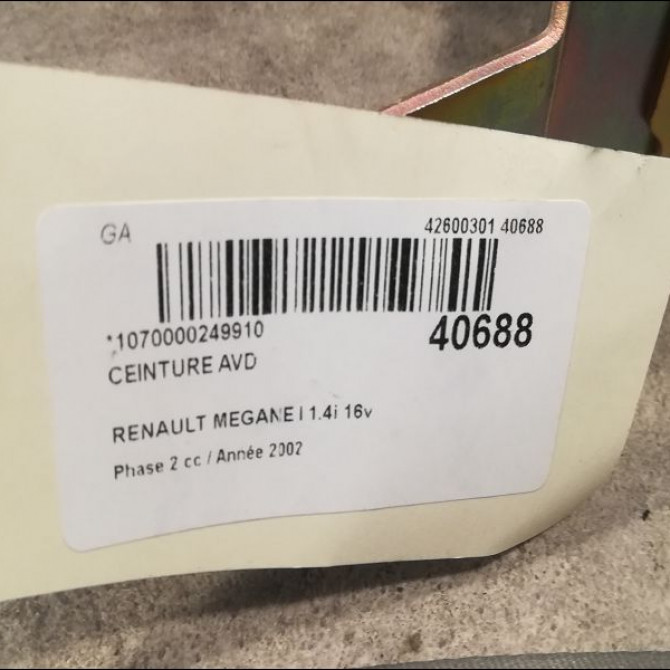 GA 42600301 40688
*1070000249910 40688
CEINTURE AVD
RENAULT MEGANE I 1.4i 16v
Phase 2 cc / Année 2002